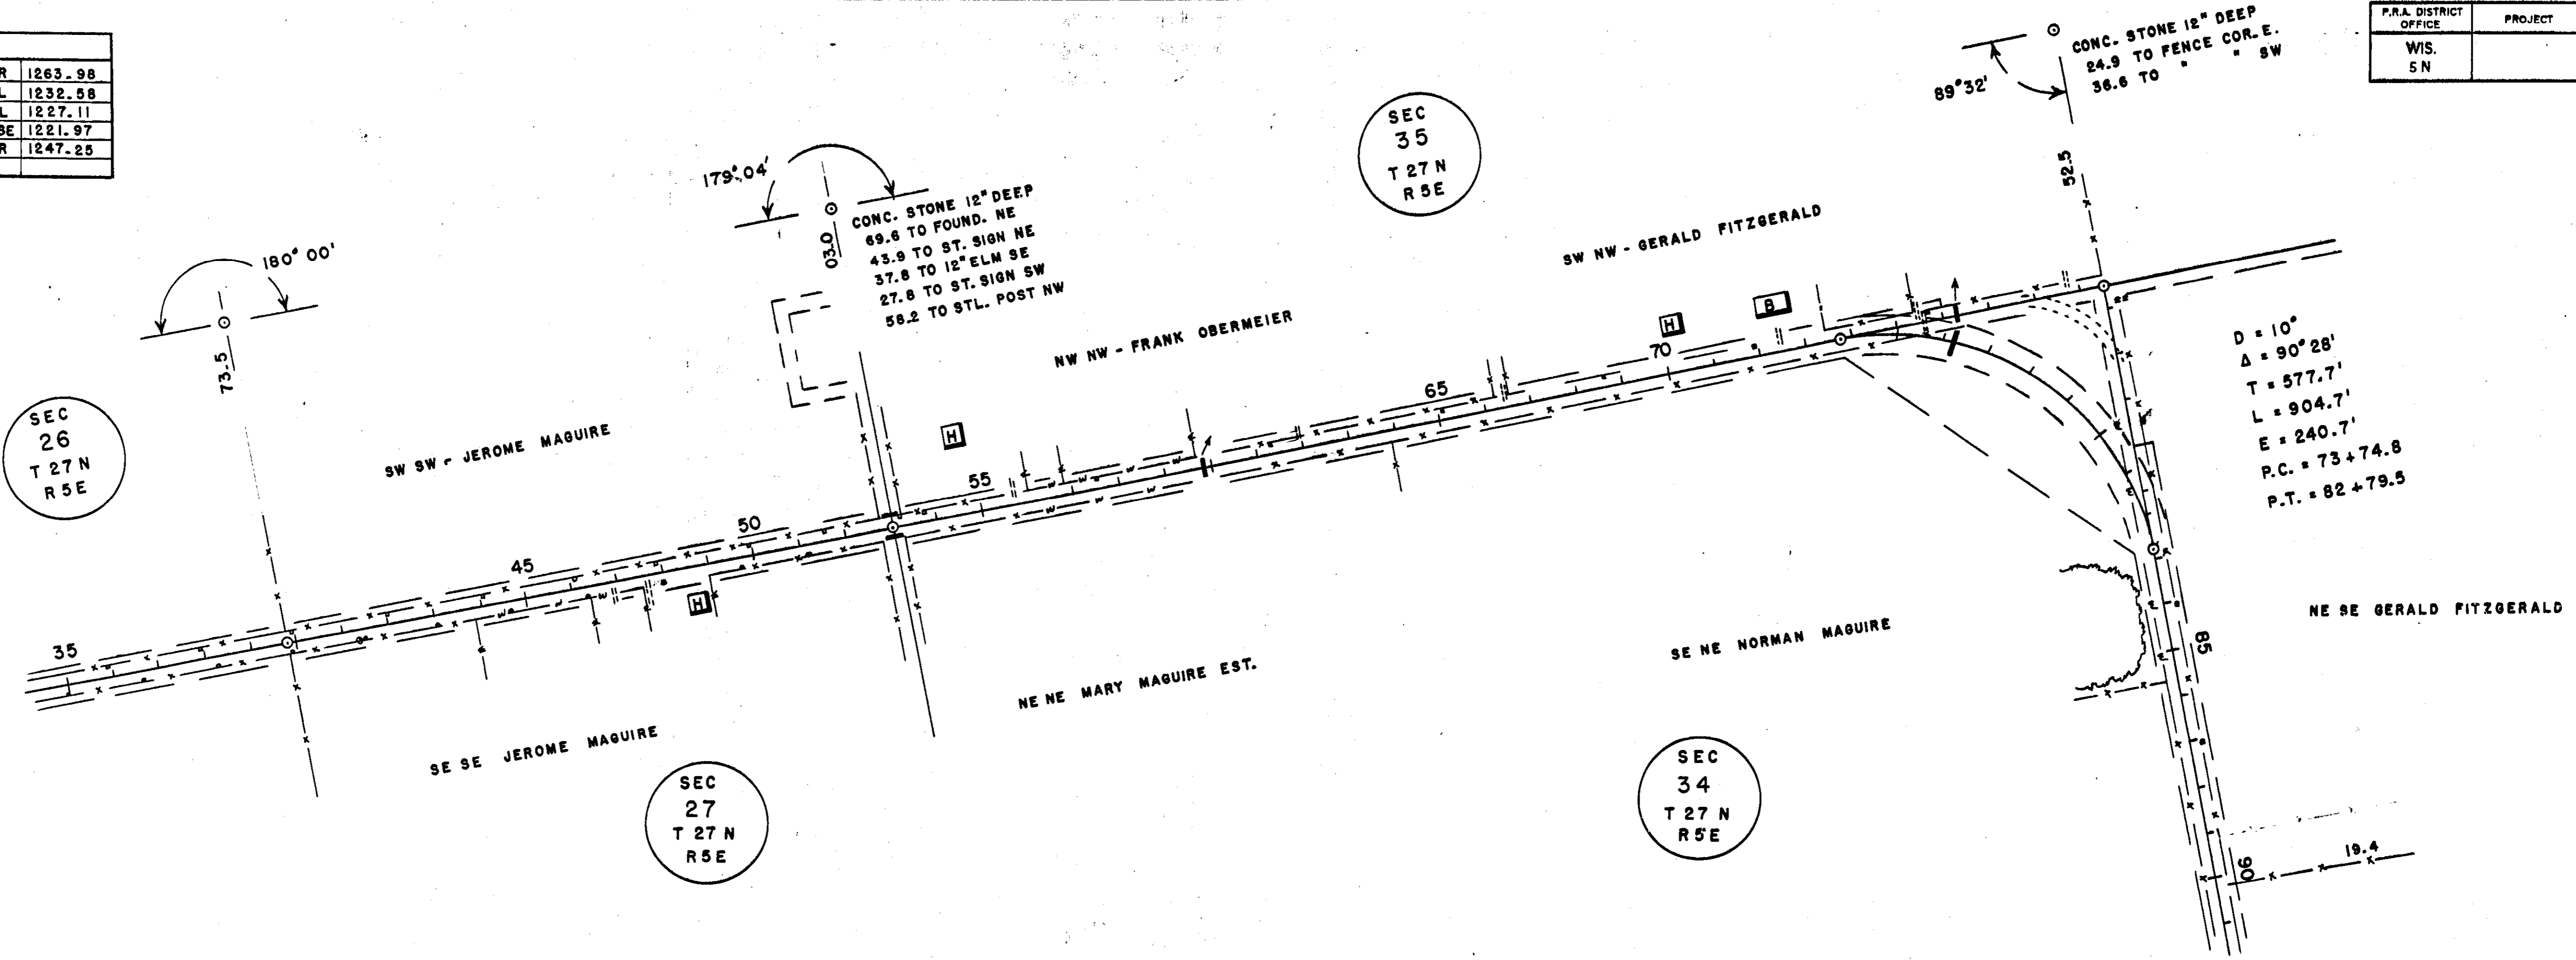 R 1263.98
L 1232.58
L 1227.11
SE 1221.97
R 1247.25
P.R.A. DISTRICT OFFICE
PROJECT
WIS.
5 N
CONC. STONE 12" DEEP
24.9 TO FENCE COR. E.
36.6 TO " " SW
89°32'
52.5
SEC
35
T 27 N
R 5E
179°04'
03.0
CONC. STONE 12" DEEP
69.6 TO FOUND. NE
43.9 TO ST. SIGN NE
37.8 TO 12" ELM SE
27.8 TO ST. SIGN SW
58.2 TO STL. POST NW
180° 00'
73.5
SW NW - GERALD FITZGERALD
NW NW - FRANK OBERMEIER
SW SW - JEROME MAGUIRE
SEC
26
T 27 N
R 5E
H
B
H
H
35
45
50
55
65
70
85
90
D = 10°
Δ = 90°28'
T = 577.7'
L = 904.7'
E = 240.7'
P.C. = 73+74.8
P.T. = 82+79.5
NE SE GERALD FITZGERALD
SE NE NORMAN MAGUIRE
NE NE MARY MAGUIRE EST.
SE SE JEROME MAGUIRE
SEC
27
T 27 N
R 5E
SEC
34
T 27 N
R 5E
19.4